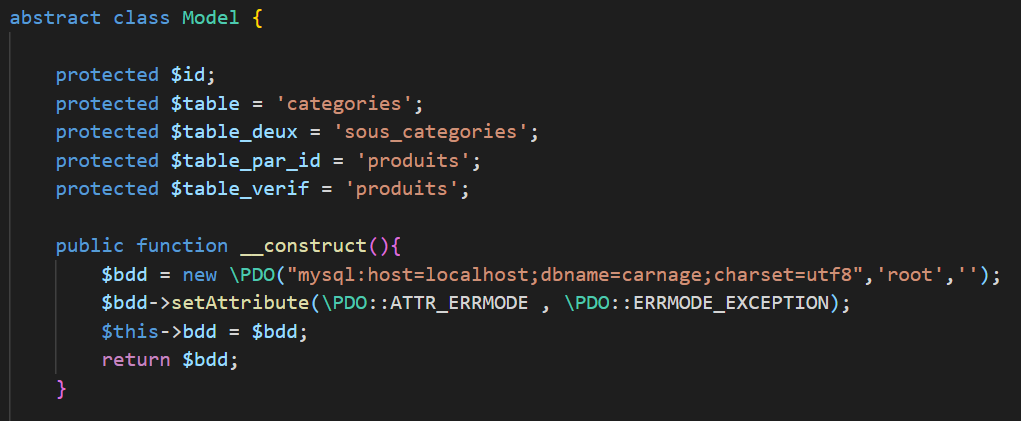 abstract class Model {
protected $id;
protected $table = 'categories';
protected $table_deux = 'sous_categories';
protected $table_par_id = 'produits';
protected $table_verif = 'produits';
public function __construct(){
$bdd = new \PDO("mysql:host=localhost;dbname=carnage;charset=utf8",'root','');
$bdd->setAttribute(\PDO::ATTR_ERRMODE , \PDO::ERRMODE_EXCEPTION);
$this->bdd = $bdd;
return $bdd;
}